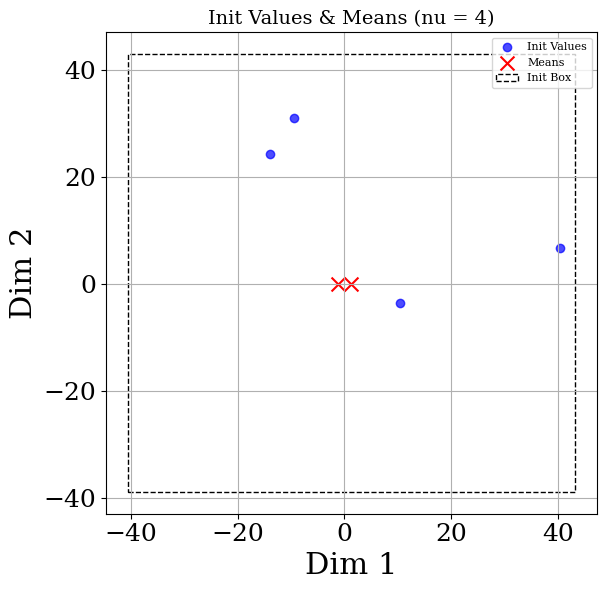 Init Values & Means (nu = 4)
Init Values
Means
Init Box
40
20
0
−20
−40
Dim 2
−40
−20
0
20
40
Dim 1